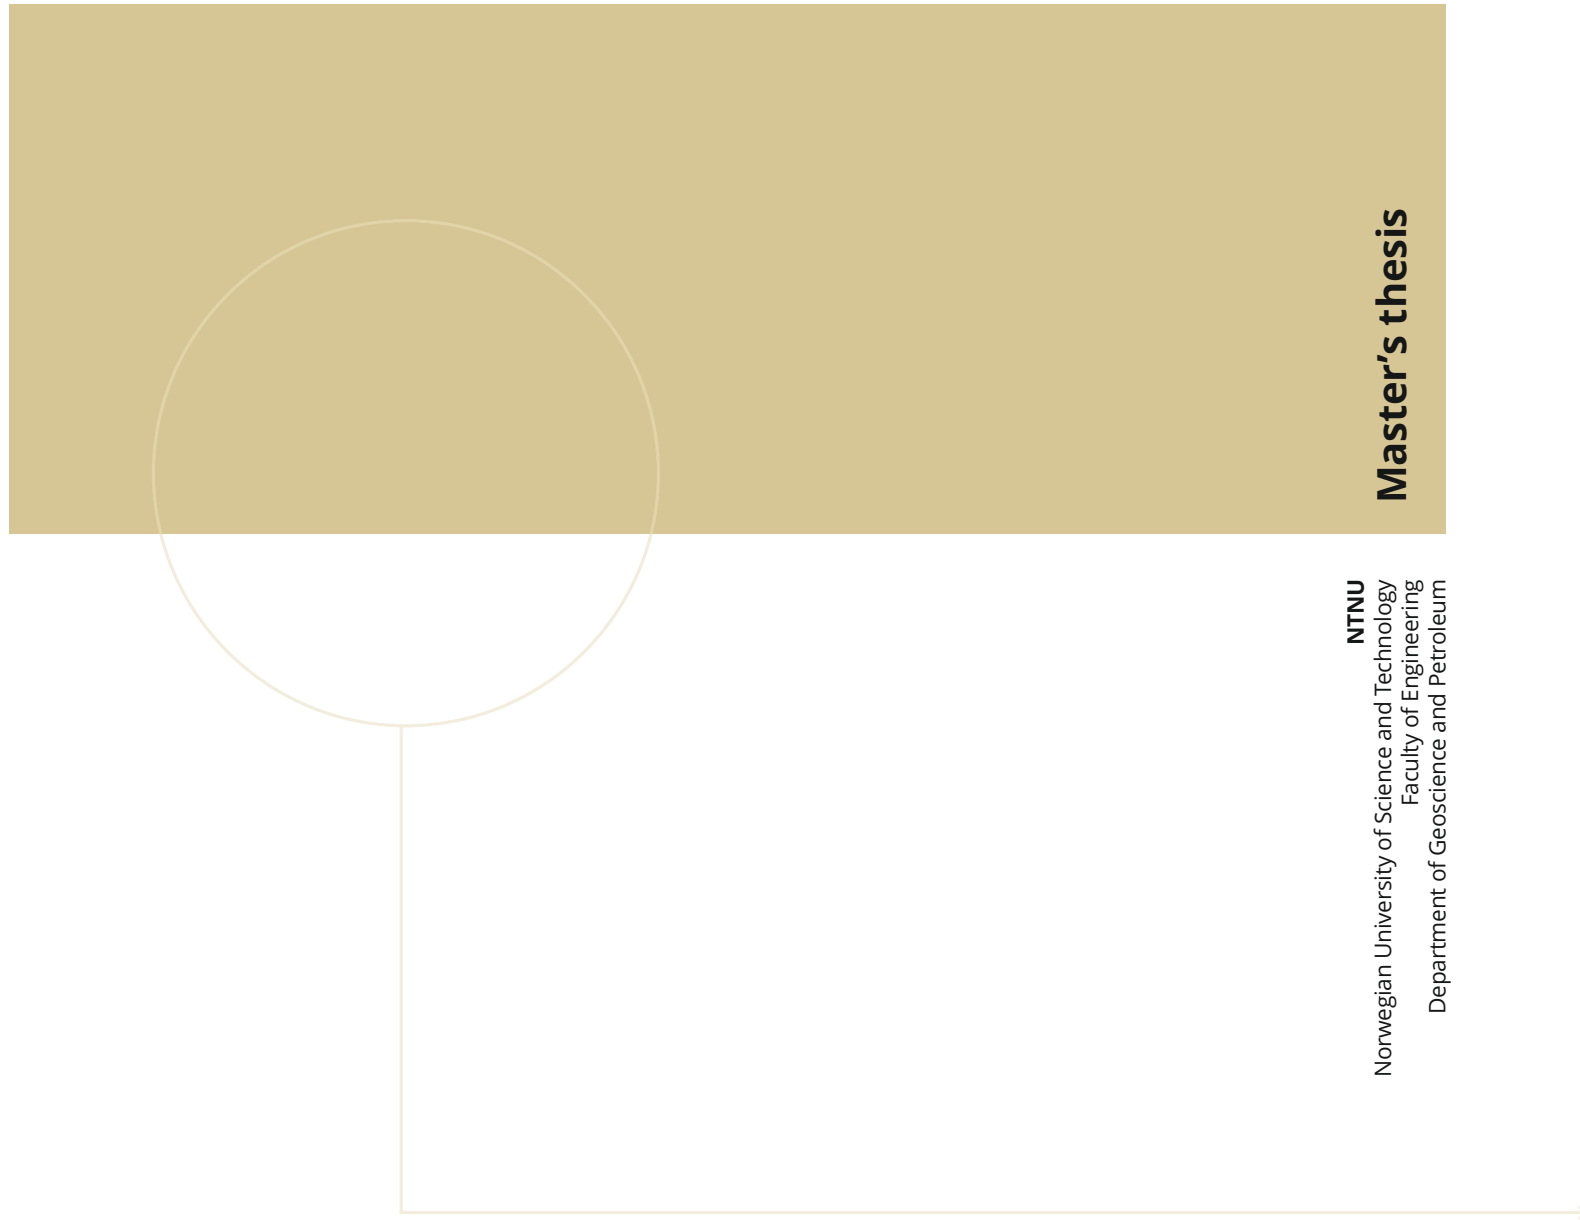 Master's thesis
NTNU
Norwegian University of Science and Technology
Faculty of Engineering
Department of Geoscience and Petroleum